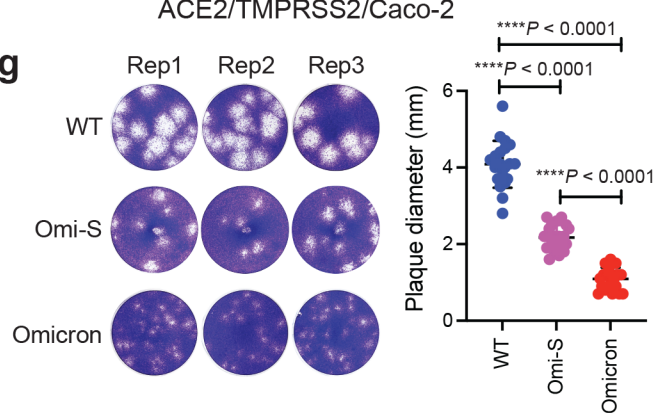 ACE2/TMPRSS2/Caco-2
g
Rep1 Rep2 Rep3
WT
Omi-S
Omicron
****P < 0.0001
****P < 0.0001
****P < 0.0001
Plaque diameter (mm)
6
4
2
0
WT
Omi-S
Omicron